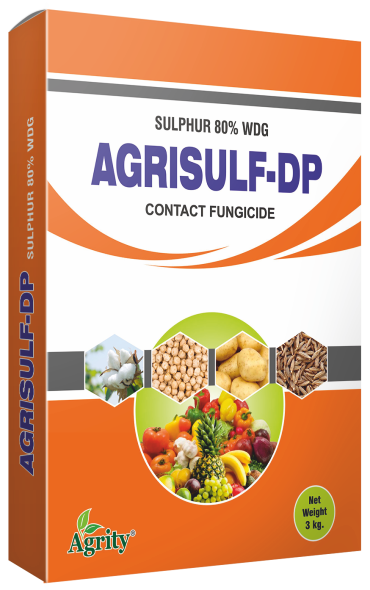 SULPHUR 80% WDG
AGRISULF-DP
CONTACT FUNGICIDE
AGRISULF-DP SULPHUR 80% WDG
Agrity®
Net
Weight
3 kg.